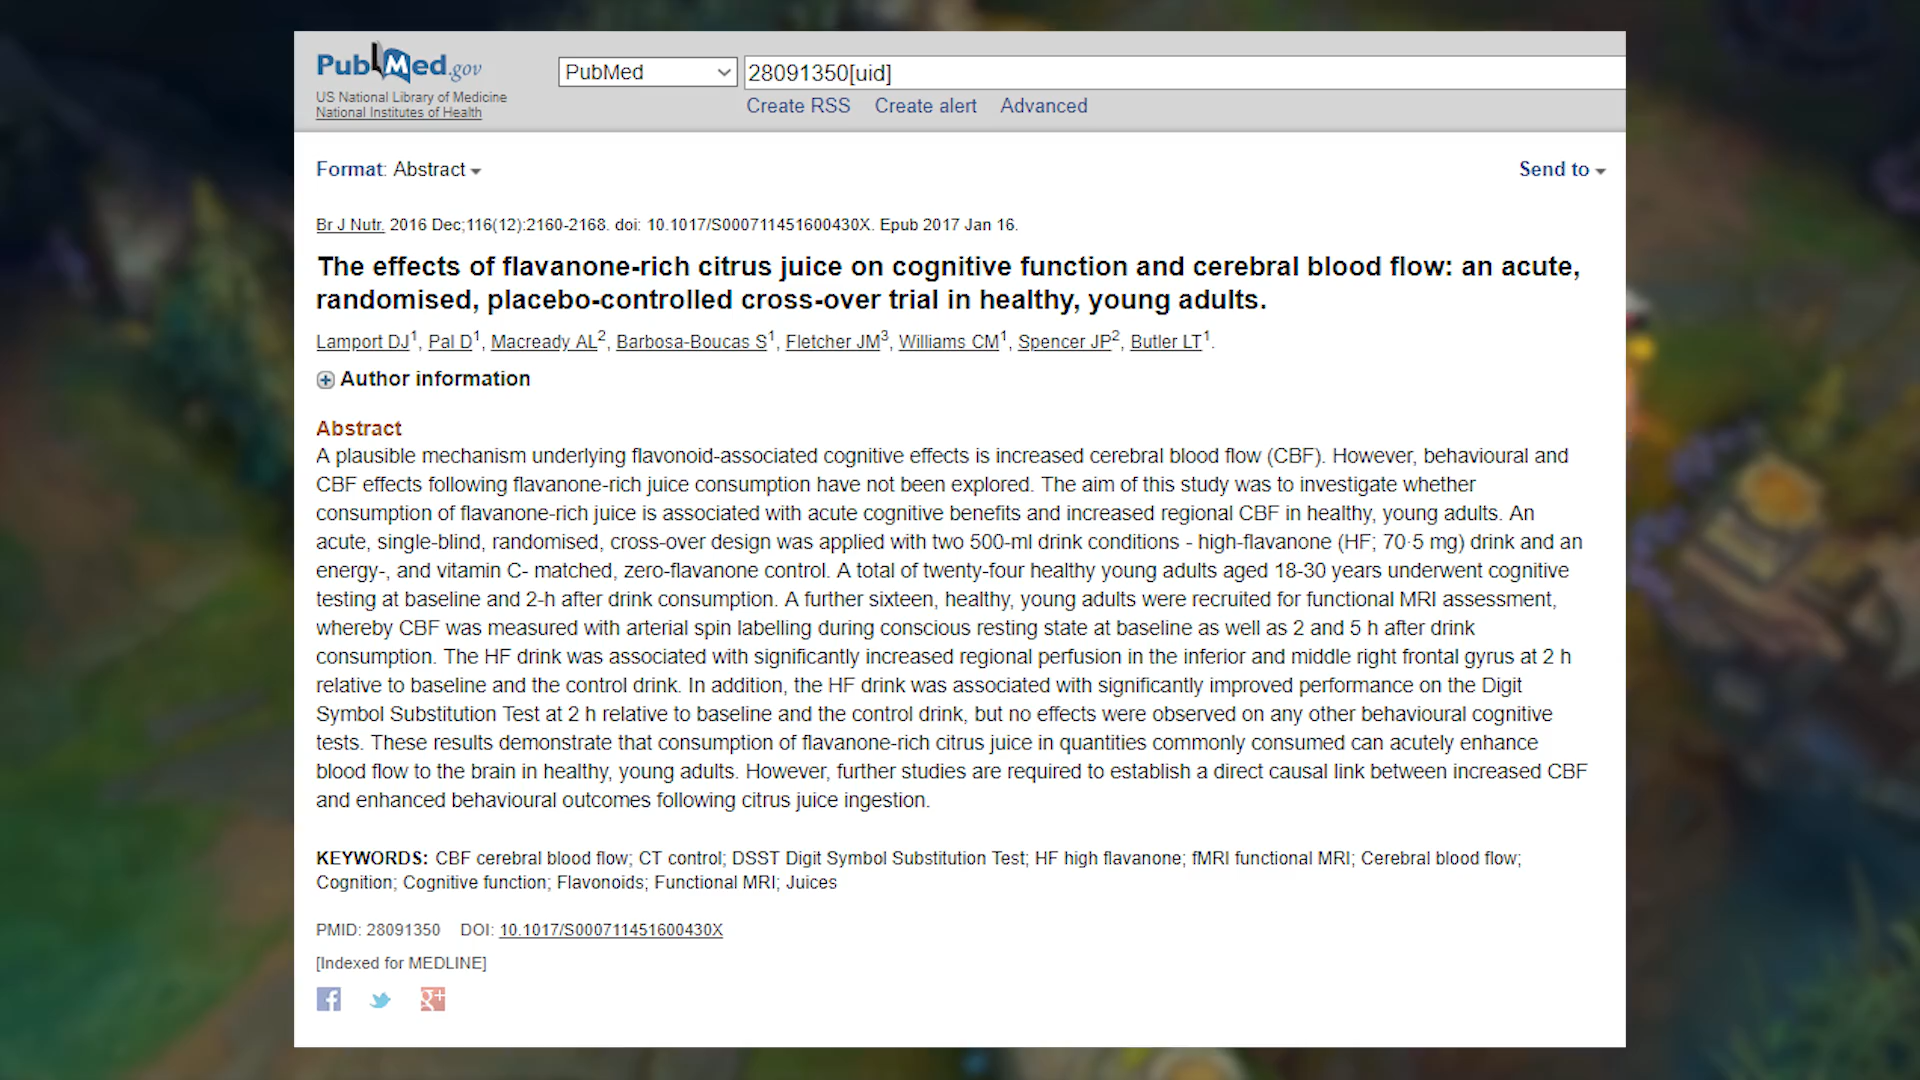 PubMed.gov
US National Library of Medicine
National Institutes of Health
PubMed
28091350[uid]
Create RSS Create alert Advanced
Format: Abstract
Send to
Br J Nutr. 2016 Dec;116(12):2160-2168. doi: 10.1017/S000711451600430X. Epub 2017 Jan 16.
The effects of flavanone-rich citrus juice on cognitive function and cerebral blood flow: an acute,
randomised, placebo-controlled cross-over trial in healthy, young adults.
Lamport DJ1, Pal D1, Macready AL2, Barbosa-Boucas S1, Fletcher JM3, Williams CM1, Spencer JP2, Butler LT1.
Author information
Abstract
A plausible mechanism underlying flavonoid-associated cognitive effects is increased cerebral blood flow (CBF). However, behavioural and
CBF effects following flavanone-rich juice consumption have not been explored. The aim of this study was to investigate whether
consumption of flavanone-rich juice is associated with acute cognitive benefits and increased regional CBF in healthy, young adults. An
acute, single-blind, randomised, cross-over design was applied with two 500-ml drink conditions - high-flavanone (HF; 70·5 mg) drink and an
energy-, and vitamin C- matched, zero-flavanone control. A total of twenty-four healthy young adults aged 18-30 years underwent cognitive
testing at baseline and 2-h after drink consumption. A further sixteen, healthy, young adults were recruited for functional MRI assessment,
whereby CBF was measured with arterial spin labelling during conscious resting state at baseline as well as 2 and 5 h after drink
consumption. The HF drink was associated with significantly increased regional perfusion in the inferior and middle right frontal gyrus at 2 h
relative to baseline and the control drink. In addition, the HF drink was associated with significantly improved performance on the Digit
Symbol Substitution Test at 2 h relative to baseline and the control drink, but no effects were observed on any other behavioural cognitive
tests. These results demonstrate that consumption of flavanone-rich citrus juice in quantities commonly consumed can acutely enhance
blood flow to the brain in healthy, young adults. However, further studies are required to establish a direct causal link between increased CBF
and enhanced behavioural outcomes following citrus juice ingestion.
KEYWORDS: CBF cerebral blood flow; CT control; DSST Digit Symbol Substitution Test; HF high flavanone; fMRI functional MRI; Cerebral blood flow;
Cognition; Cognitive function; Flavonoids; Functional MRI; Juices
PMID: 28091350 DOI: 10.1017/S000711451600430X
[Indexed for MEDLINE]